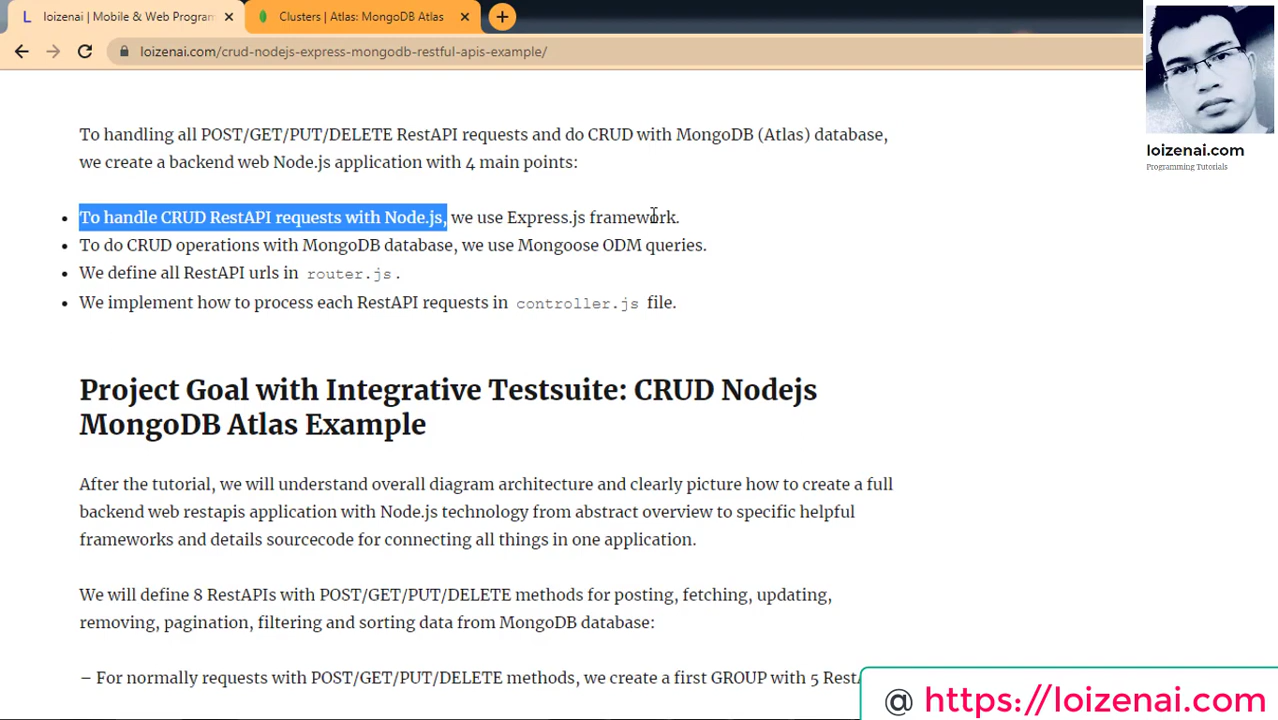 loizenai | Mobile & Web Program
Clusters | Atlas: MongoDB Atlas
loizenai.com/crud-nodejs-express-mongodb-restful-apis-example/
loizenai.com
Programming Tutorials
To handling all POST/GET/PUT/DELETE RestAPI requests and do CRUD with MongoDB (Atlas) database,
we create a backend web Node.js application with 4 main points:
To handle CRUD RestAPI requests with Node.js, we use Express.js framework.
To do CRUD operations with MongoDB database, we use Mongoose ODM queries.
We define all RestAPI urls in router.js.
We implement how to process each RestAPI requests in controller.js file.
Project Goal with Integrative Testsuite: CRUD Nodejs
MongoDB Atlas Example
After the tutorial, we will understand overall diagram architecture and clearly picture how to create a full
backend web restapis application with Node.js technology from abstract overview to specific helpful
frameworks and details sourcecode for connecting all things in one application.
We will define 8 RestAPIs with POST/GET/PUT/DELETE methods for posting, fetching, updating,
removing, pagination, filtering and sorting data from MongoDB database:
– For normally requests with POST/GET/PUT/DELETE methods, we create a first GROUP with 5 Rest
@ https://loizenai.com